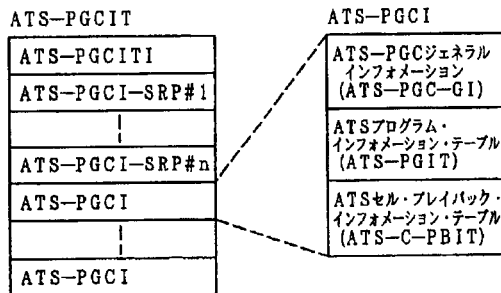 ATS−PGCIT
ATS−PGCITI
ATS−PGCI−SRP#1
ATS−PGCI−SRP#n
ATS−PGCI
ATS−PGCI
ATS−PGCI
ATS−PGCジェネラル
インフォメーション
(ATS−PGC−GI)
ATSプログラム・
インフォメーション・テーブル
(ATS−PGIT)
ATSセル・プレイバック・
インフォメーション・テーブル
(ATS−C−PBIT)